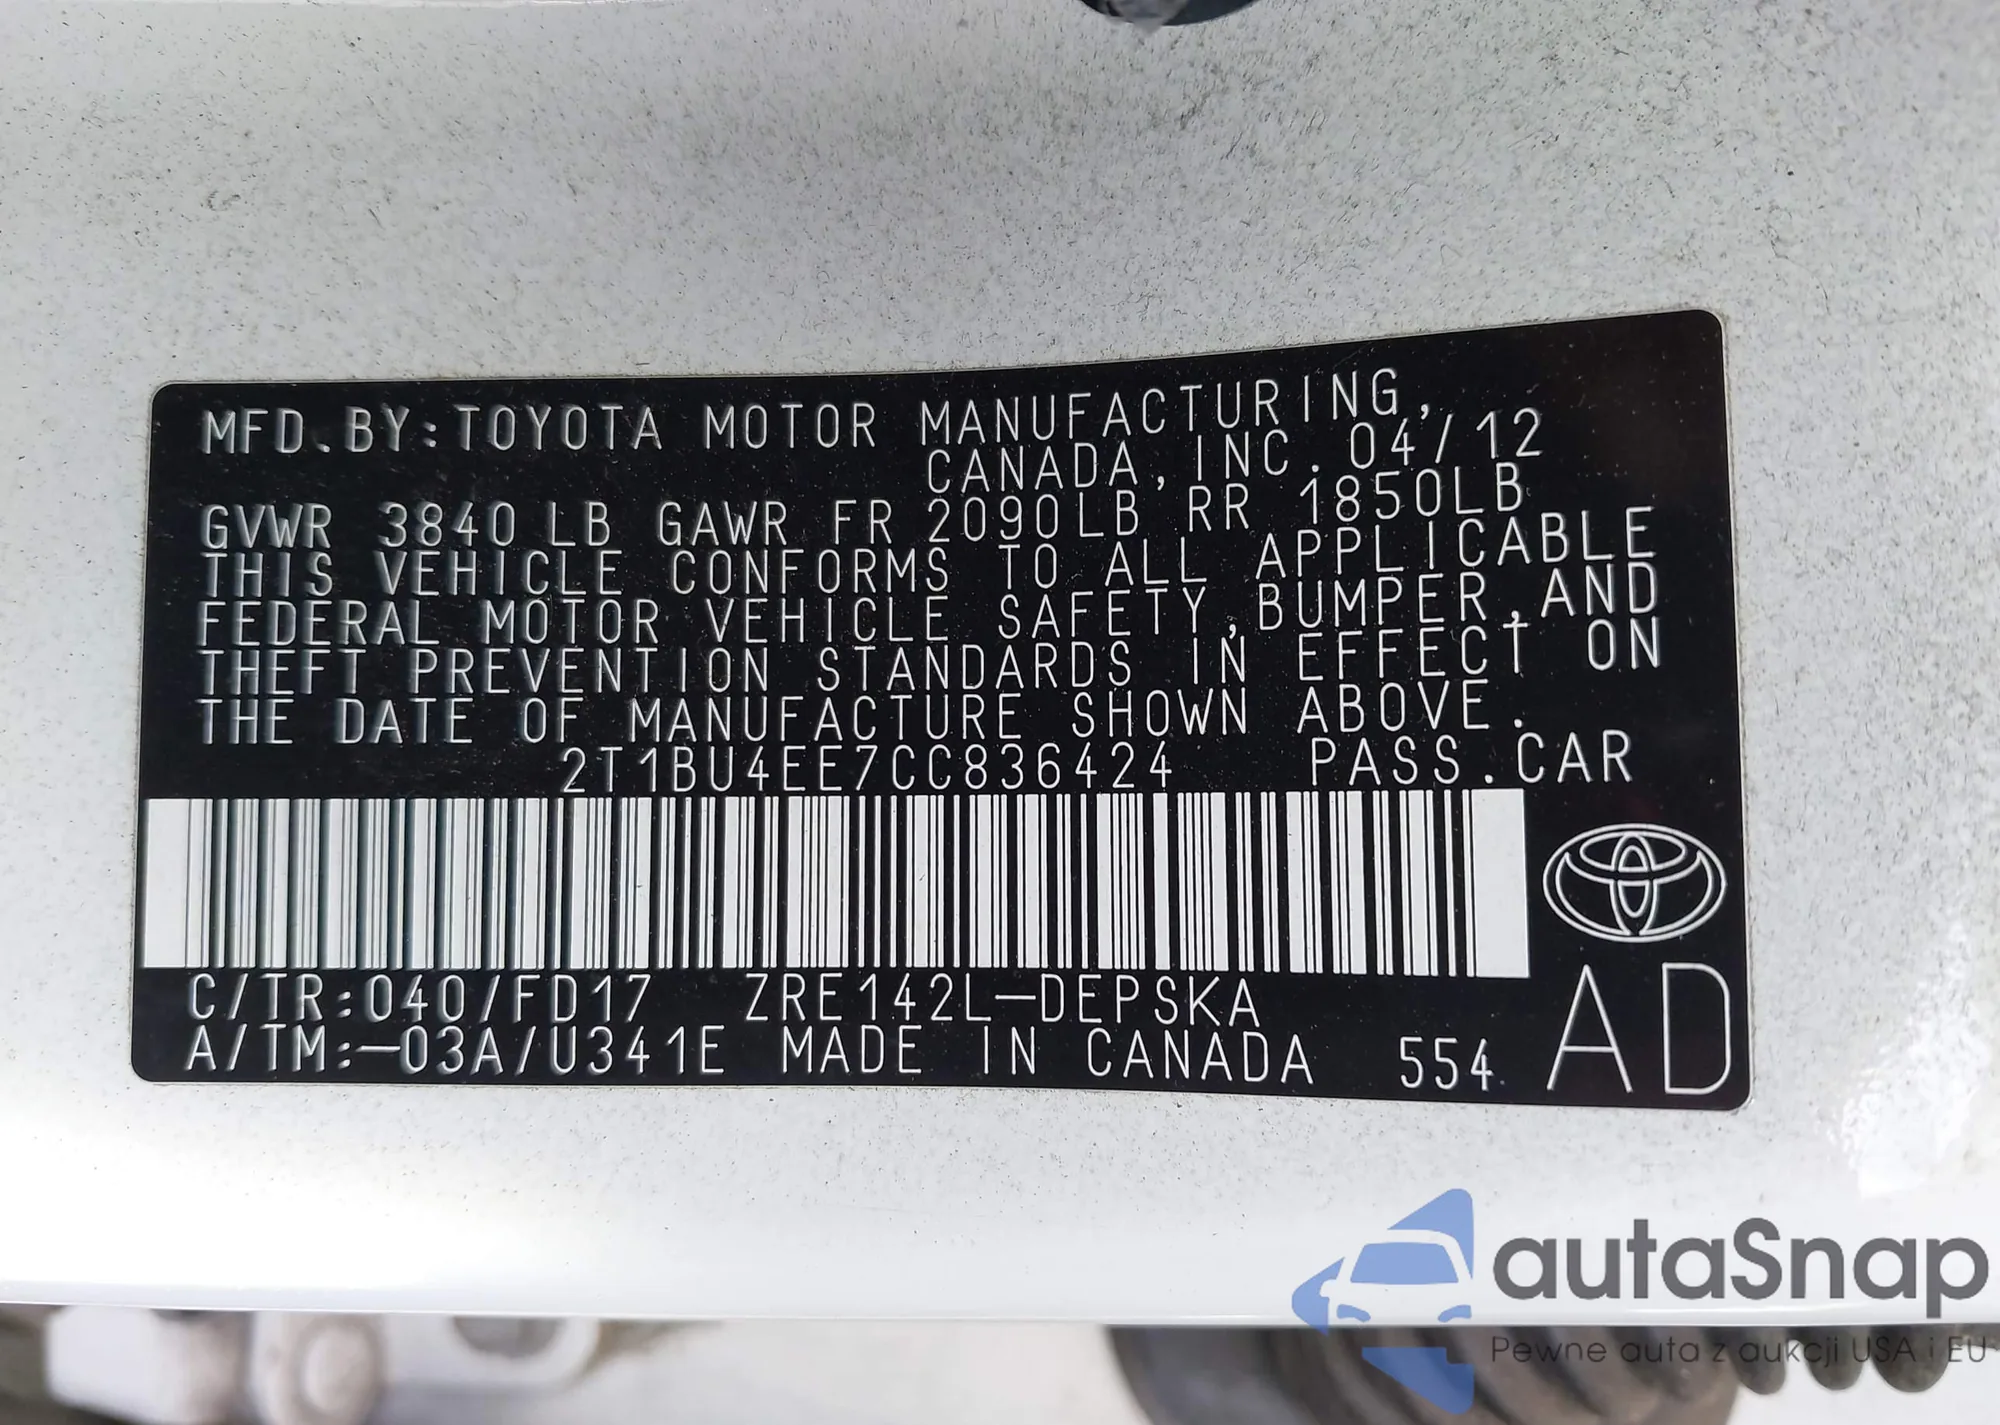 MFD.BY:TOYOTA MOTOR MANUFACTURING,
CANADA, INC. 04/12
GVWR 3840 LB GAWR FR 2090LB RR 1850LB
THIS VEHICLE CONFORMS TO ALL APPLICABLE
FEDERAL MOTOR VEHICLE SAFETY, BUMPER, AND
THEFT PREVENTION STANDARDS IN EFFECT ON
THE DATE OF MANUFACTURE SHOWN ABOVE.
2T1BU4EE7CC836424 PASS.CAR
C/TR:040/FD17 ZRE142L-DEPSKA
A/TM:-03A/U341E MADE IN CANADA 554
AD
autaSnap
Pewne auta z aukcji USA i EU